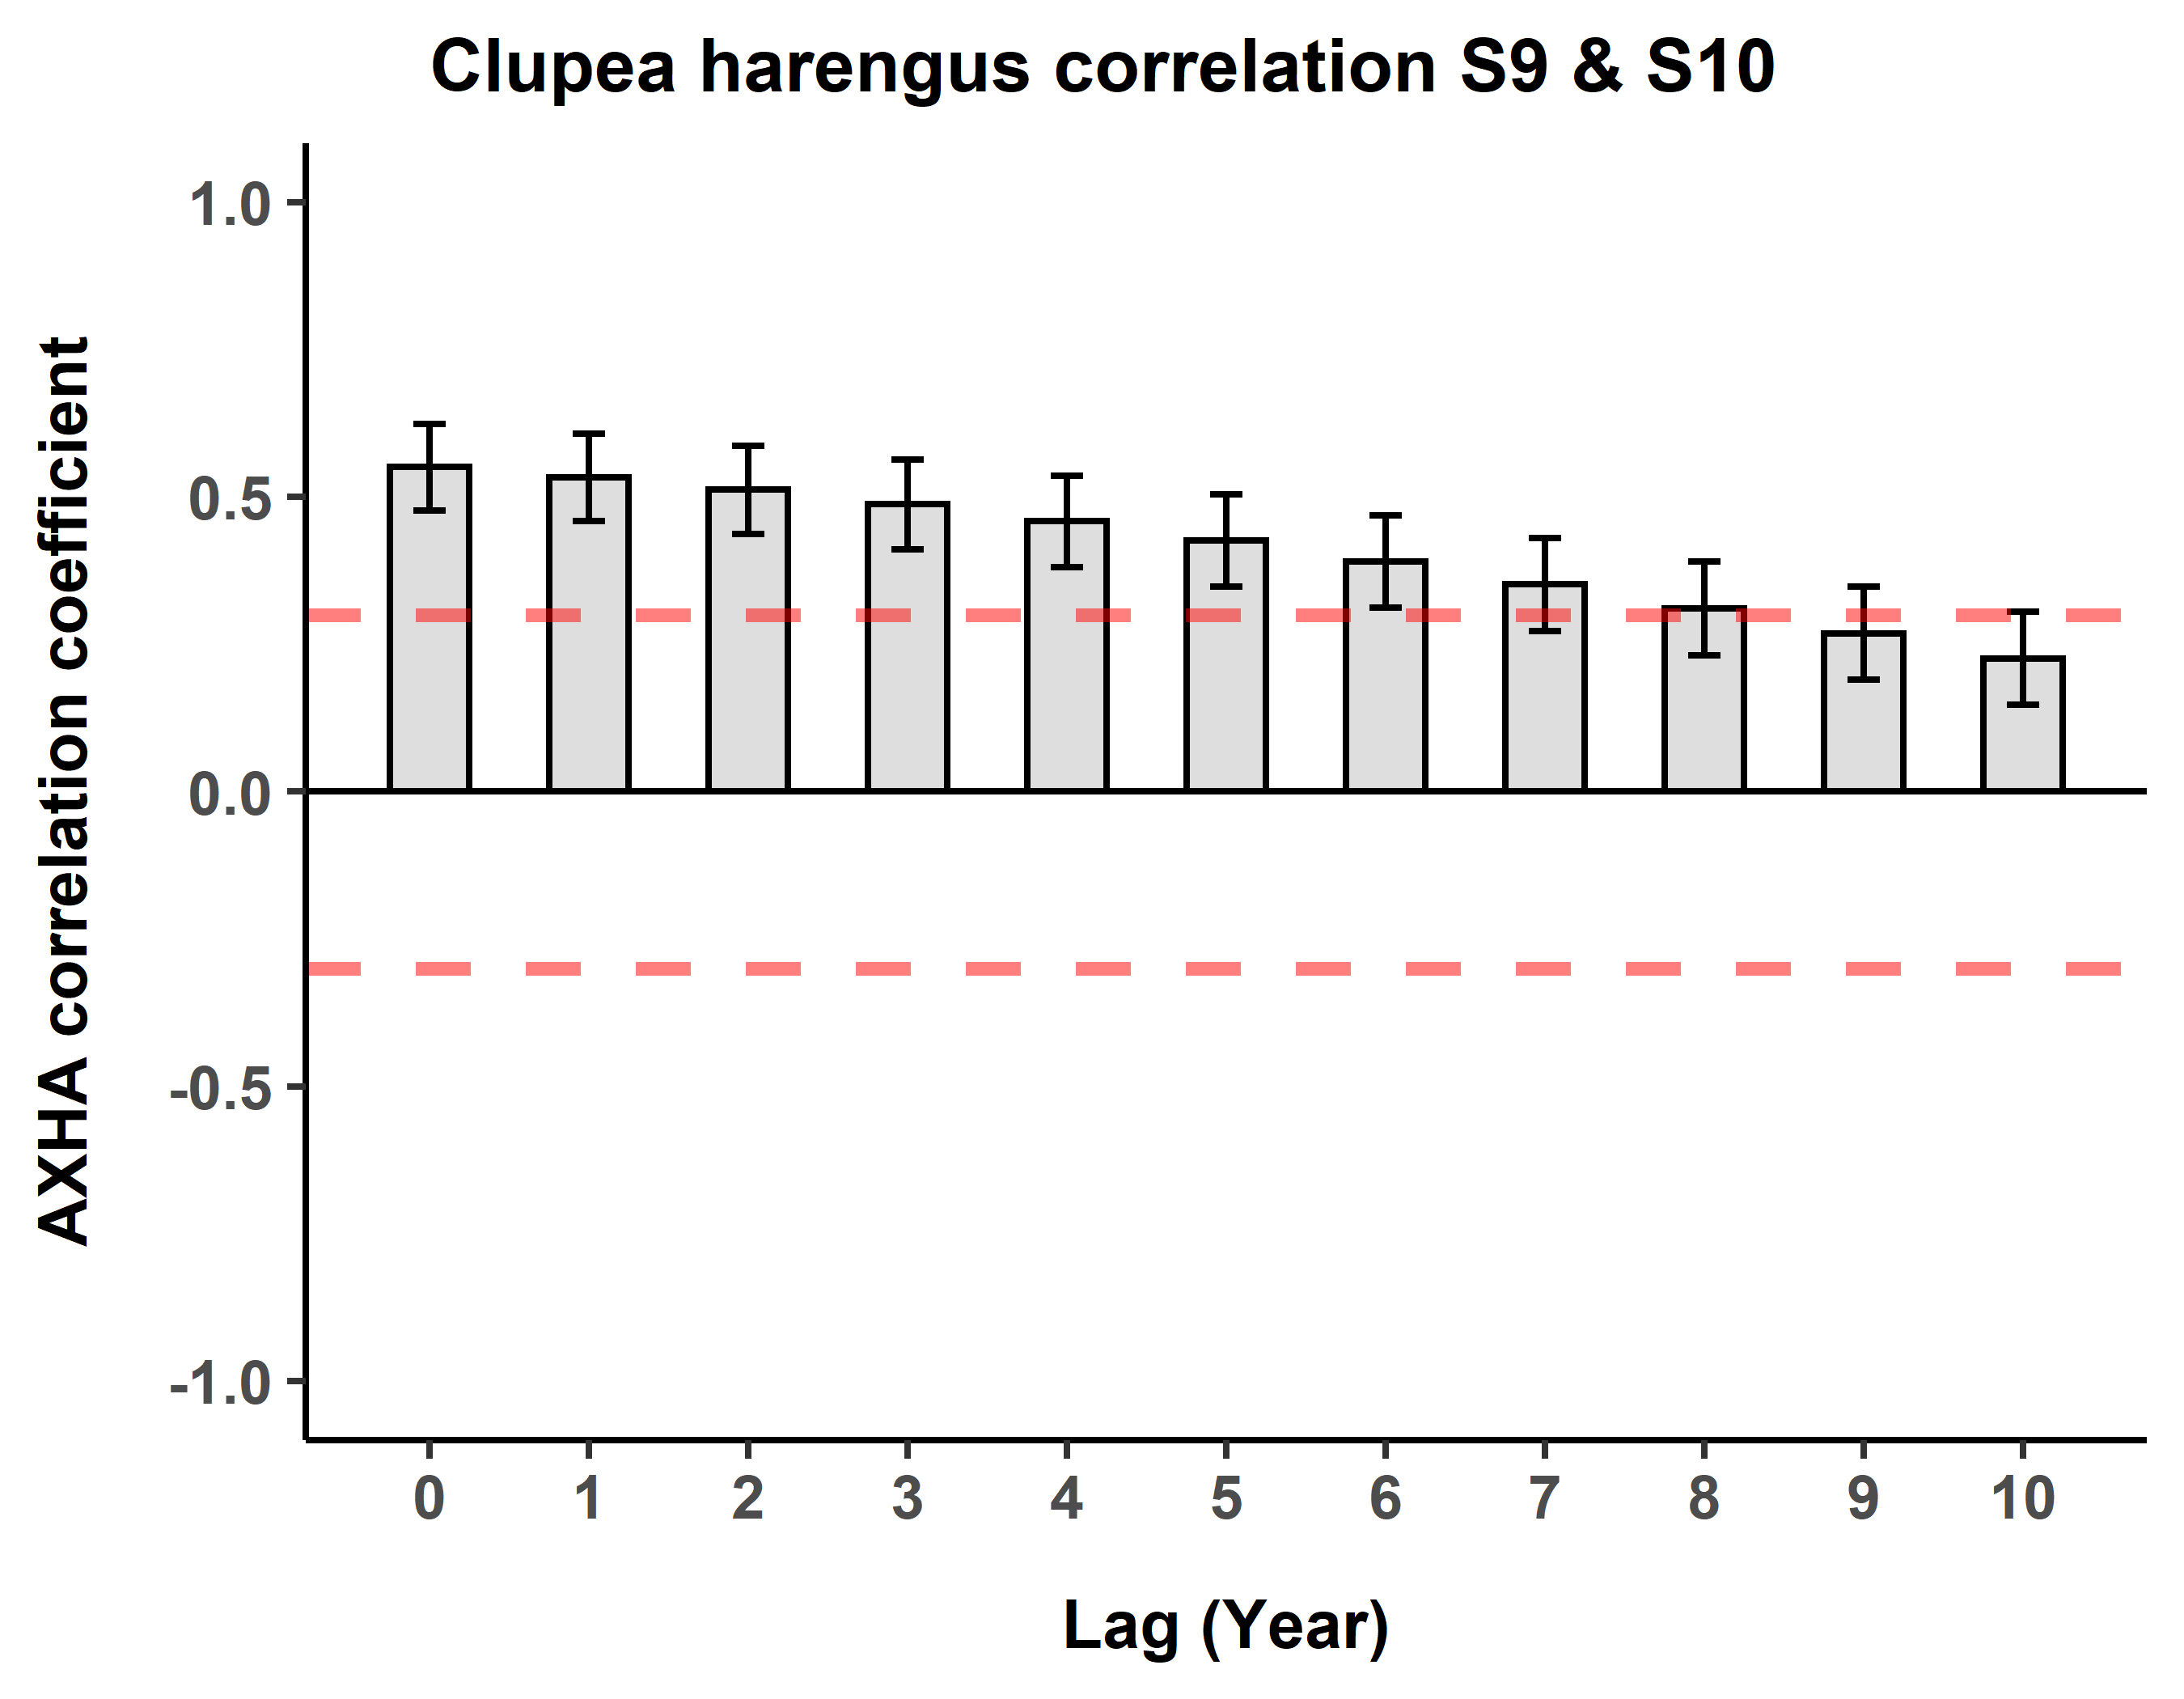 Clupea harengus correlation S9 & S10
AXHA correlation coefficient
1.0
0.5
0.0
-0.5
-1.0
0 1 2 3 4 5 6 7 8 9 10
Lag (Year)